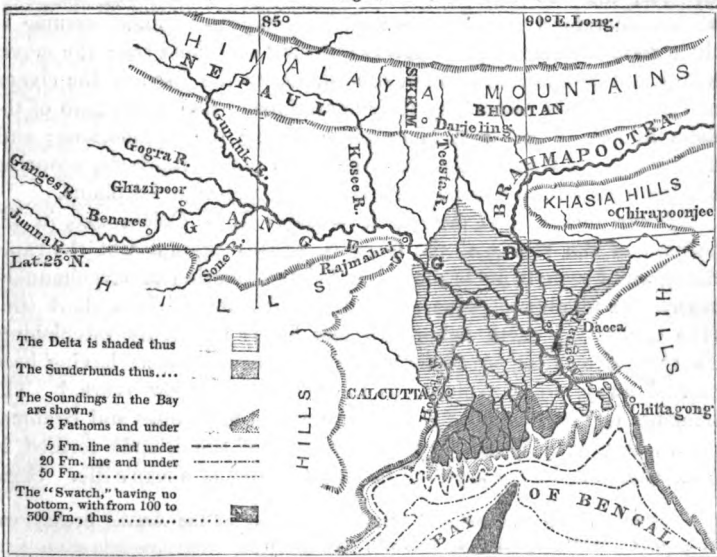 85°
90°E.Long.
HIMALAYA MOUNTAINS
NEPAUL
SIKKIM
BHOOTAN
Darjeling
Gunduk. R.
Kosee R.
Teesta R.
BRAHMAPOOTRA
Gogra R.
Ganges R.
Ghazipoor
KHASIA HILLS
Chirapoonjee
Benares
GANGES
Jumna R.
Sone R.
Rajmahal
G
B
Lat.25°N.
HILLS
HILLS
Dacca
Megna R.
The Delta is shaded thus
The Sunderbunds thus....
CALCUTTA
HILLS
Chittagong
The Soundings in the Bay
are shown,
3 Fathoms and under
5 Fm. line and under
20 Fm. line and under
50 Fm.
The "Swatch," having no
bottom, with from 100 to
300 Fm., thus
BAY OF BENGAL